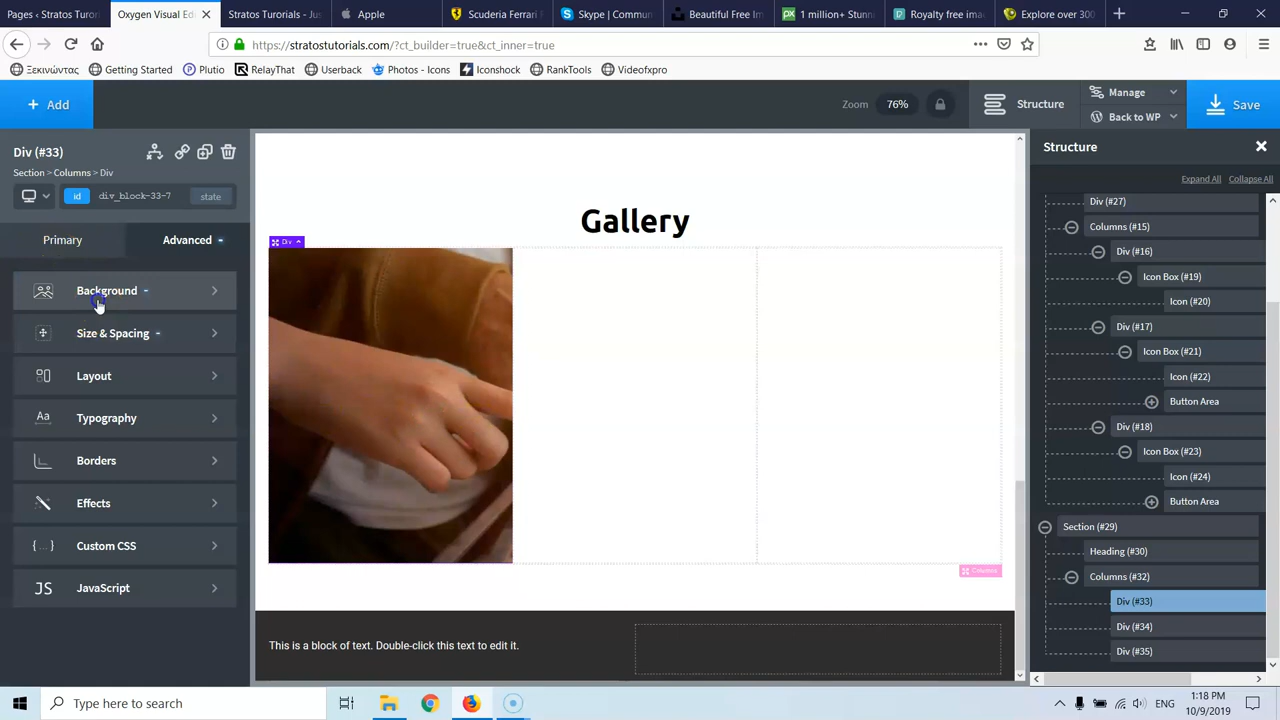 Pages ‹ Stratos Tutori
Oxygen Visual Edi
Stratos Turorials - Jus
Apple
Scuderia Ferrari F
Skype | Commun
Beautiful Free Im
1 million+ Stunn
Royalty free ima
Explore over 300
https://stratostutorials.com/?ct_builder=true&ct_inner=true
Ξεκινώντας
Getting Started
Plutio
RelayThat
Userback
Photos - Icons
Iconshock
RankTools
Videofxpro
+ Add
Zoom
76%
Structure
Manage
Back to WP
Save
Div (#33)
Section > Columns > Div
id
div_block-33-7
state
Primary
Advanced
Background
Size & Spacing
Layout
Aa Typography
Borders
Effects
Custom CSS
JS JavaScript
Gallery
Div
Columns
This is a block of text. Double-click this text to edit it.
Structure
Expand All
Collapse All
Div (#27)
Columns (#15)
Div (#16)
Icon Box (#19)
Icon (#20)
Div (#17)
Icon Box (#21)
Icon (#22)
Button Area
Div (#18)
Icon Box (#23)
Icon (#24)
Button Area
Section (#29)
Heading (#30)
Columns (#32)
Div (#33)
Div (#34)
Div (#35)
Type here to search
ENG
1:18 PM
10/9/2019